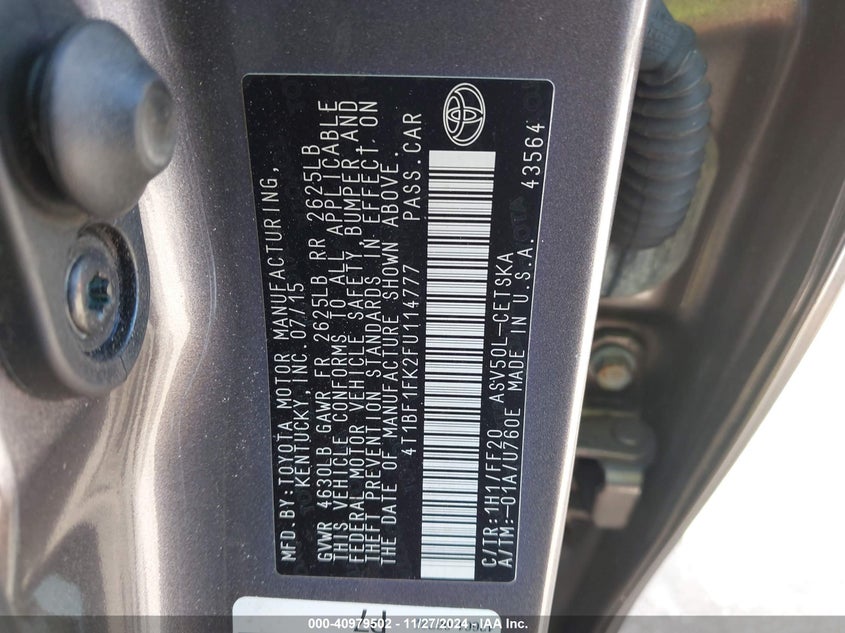 MFD.BY:TOYOTA MOTOR MANUFACTURING,
KENTUCKY, INC. 07/15
GVWR 4630LB GAWR FR 2625LB RR 2625LB
THIS VEHICLE CONFORMS TO ALL APPLICABLE
FEDERAL MOTOR VEHICLE SAFETY, BUMPER, AND
THEFT PREVENTION STANDARDS IN EFFECT ON
THE DATE OF MANUFACTURE SHOWN ABOVE.
4T1BF1FK2FU114777 PASS.CAR
C/TR:1H1/FF20 ASV50L-CETSKA
A/TM:-01A/U760E MADE IN U.S.A. 43564
000-40979502 - 11/27/2024 - IAA Inc.